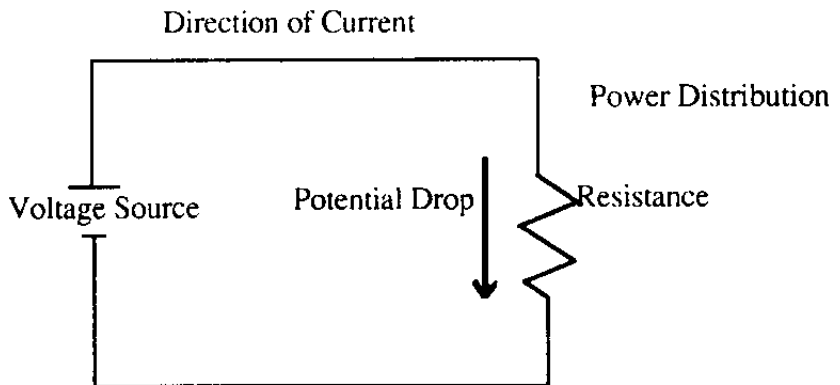 Direction of Current
Power Distribution
Voltage Source
Potential Drop
Resistance